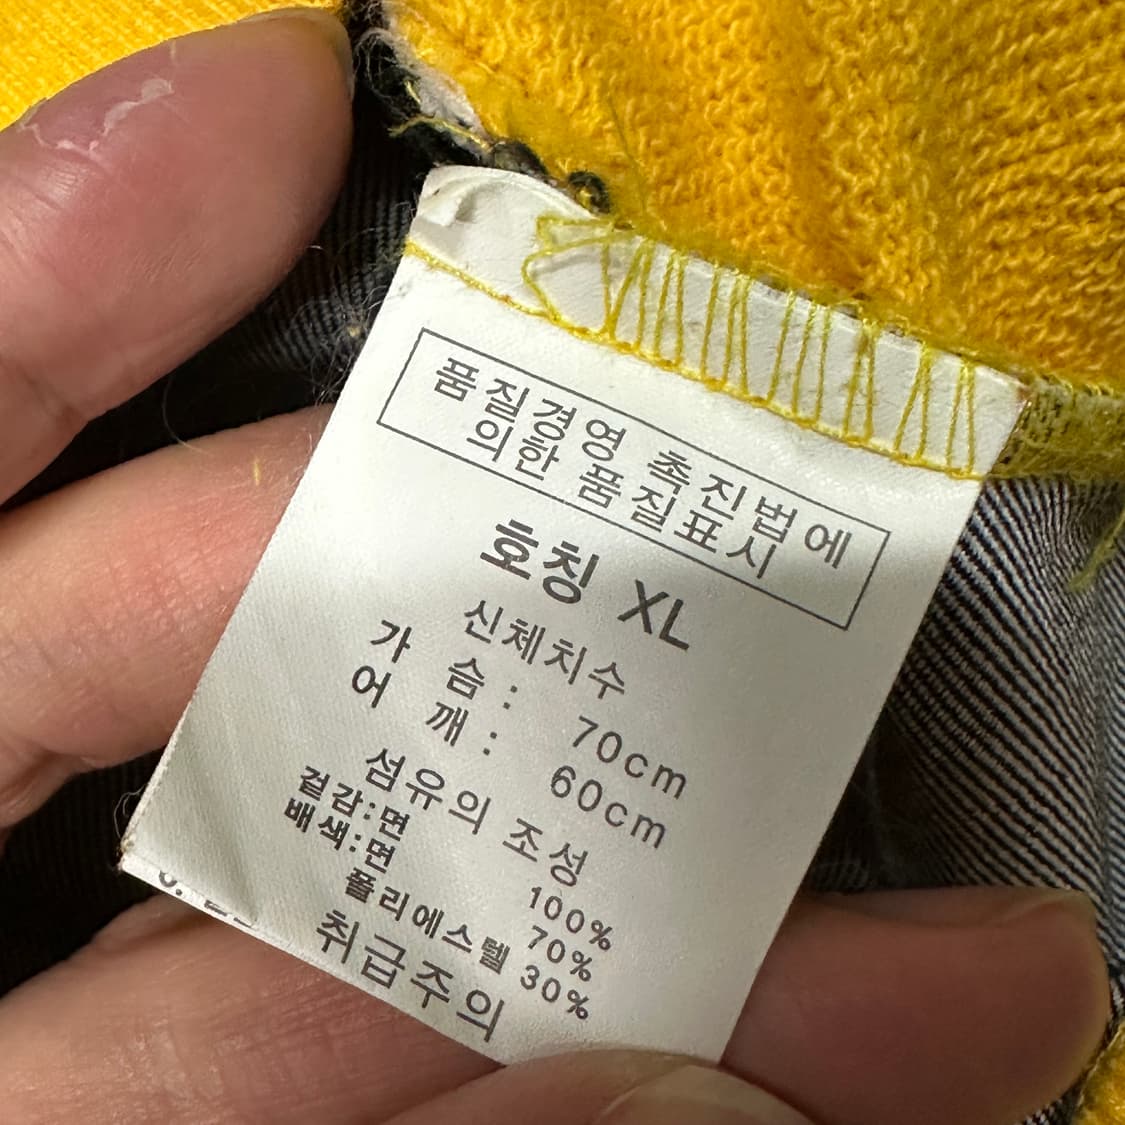 품질경영 촉진법에
의한 품질표시
호칭 XL
신체치수
가 슴 : 70cm
어 깨 : 60cm
섬유의 조성
겉감:면 100%
배색:면 70%
폴리에스텔 30%
취급주의